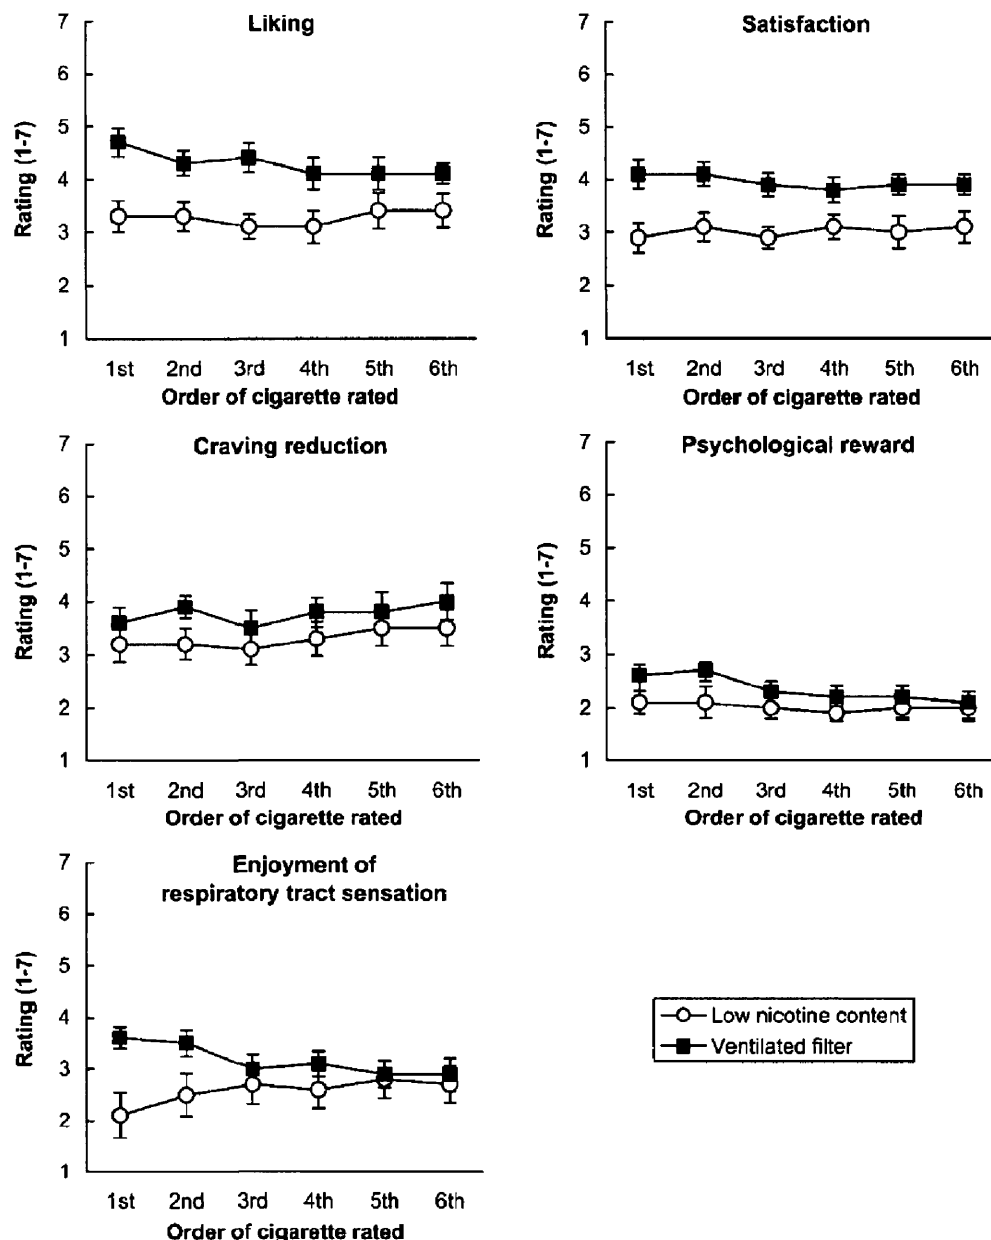 Liking
7
6
5
4
3
2
1
Rating (1-7)
1st 2nd 3rd 4th 5th 6th
Order of cigarette rated
Satisfaction
7
6
5
4
3
2
1
Rating (1-7)
1st 2nd 3rd 4th 5th 6th
Order of cigarette rated
Craving reduction
7
6
5
4
3
2
1
Rating (1-7)
1st 2nd 3rd 4th 5th 6th
Order of cigarette rated
Psychological reward
7
6
5
4
3
2
1
Rating (1-7)
1st 2nd 3rd 4th 5th 6th
Order of cigarette rated
Enjoyment of
respiratory tract sensation
7
6
5
4
3
2
1
Rating (1-7)
1st 2nd 3rd 4th 5th 6th
Order of cigarette rated
Low nicotine content
Ventilated filter